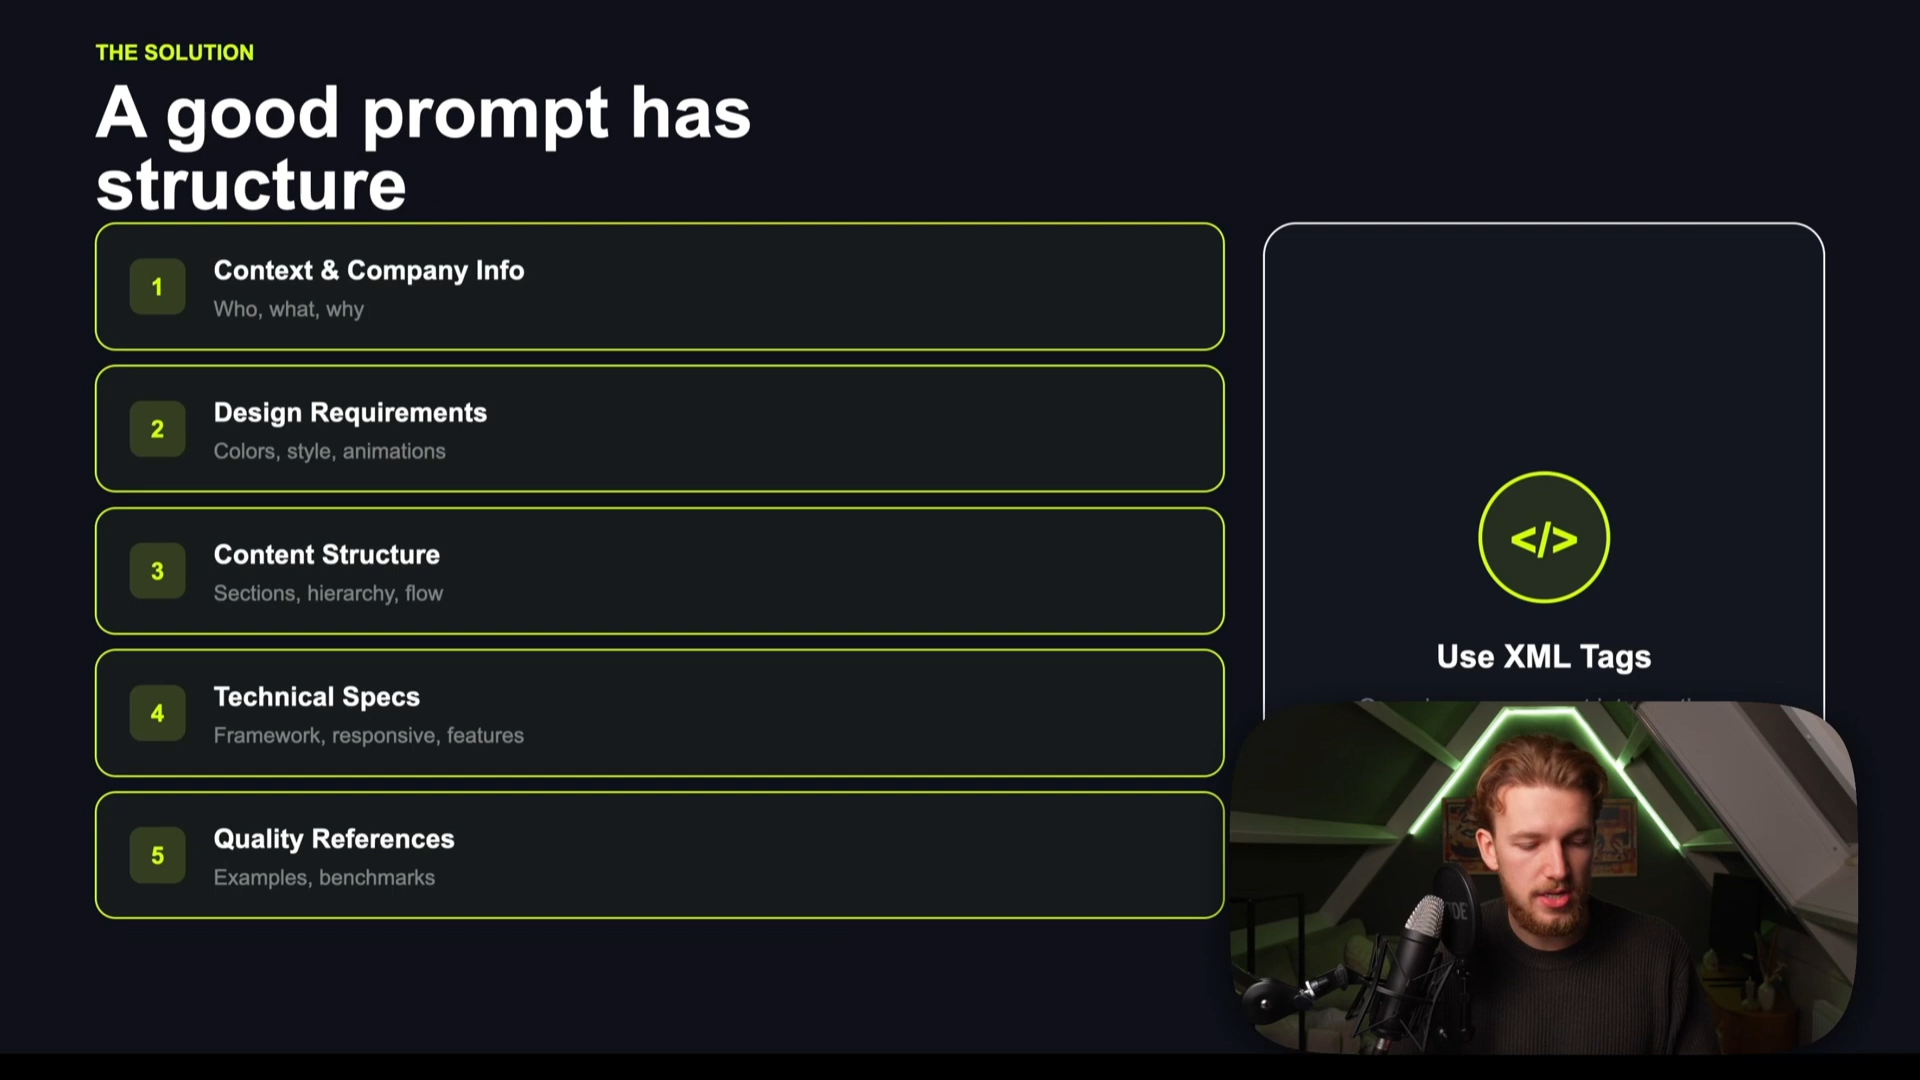 THE SOLUTION
A good prompt has
structure
1
Context & Company Info
Who, what, why
2
Design Requirements
Colors, style, animations
3
Content Structure
Sections, hierarchy, flow
4
Technical Specs
Framework, responsive, features
5
Quality References
Examples, benchmarks
</>
Use XML Tags